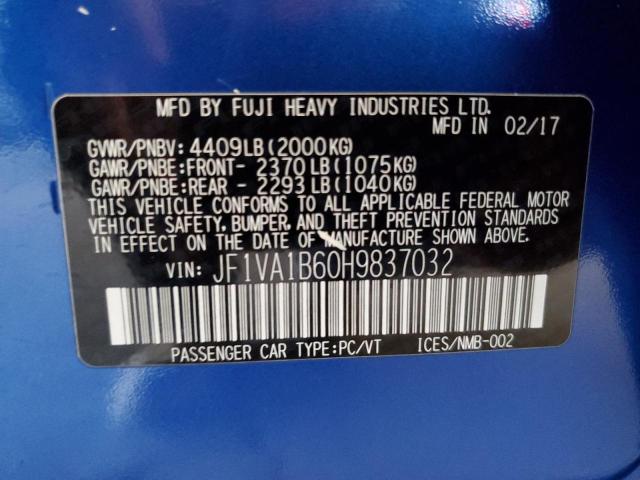 MFD BY FUJI HEAVY INDUSTRIES LTD.
MFD IN 02/17
GVWR/PNBV: 4409LB(2000KG)
GAWR/PNBE:FRONT- 2370LB(1075KG)
GAWR/PNBE:REAR - 2293LB(1040KG)
THIS VEHICLE CONFORMS TO ALL APPLICABLE FEDERAL MOTOR
VEHICLE SAFETY, BUMPER, AND THEFT PREVENTION STANDARDS
IN EFFECT ON THE DATE OF MANUFACTURE SHOWN ABOVE.
VIN: JF1VA1B60H9837032
PASSENGER CAR TYPE:PC/VT ICES/NMB-002